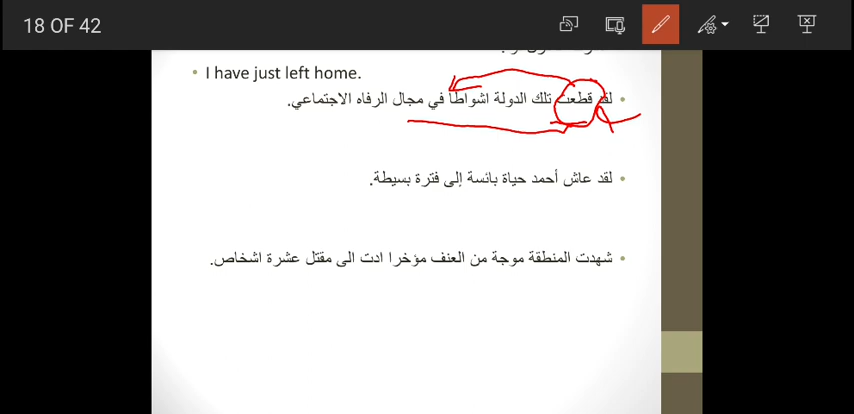 18 OF 42
I have just left home.
لقد قطعت تلك الدولة اشواطا في مجال الرفاه الاجتماعي.
لقد عاش أحمد حياة بائسة إلى فترة بسيطة.
شهدت المنطقة موجة من العنف مؤخرا ادت الى مقتل عشرة اشخاص.